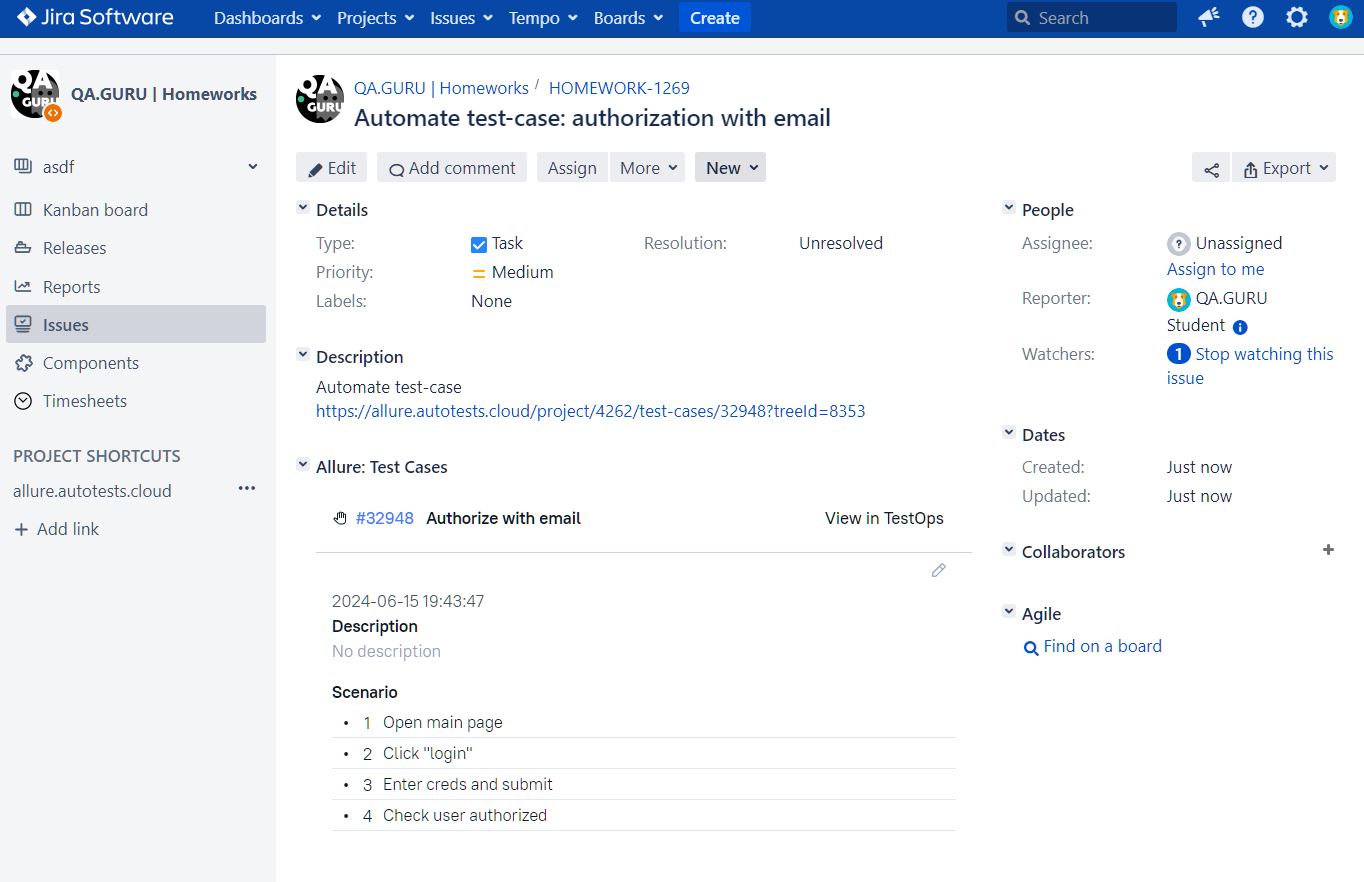 Jira Software Dashboards Projects Issues Tempo Boards Create Search
QA.GURU | Homeworks
asdf
Kanban board
Releases
Reports
Issues
Components
Timesheets
PROJECT SHORTCUTS
allure.autotests.cloud
Add link
QA.GURU | Homeworks / HOMEWORK-1269
Automate test-case: authorization with email
Edit Add comment Assign More New Export
Details
Type: Task Resolution: Unresolved
Priority: Medium
Labels: None
Description
Automate test-case
https://allure.autotests.cloud/project/4262/test-cases/32948?treeId=8353
Allure: Test Cases
#32948 Authorize with email View in TestOps
2024-06-15 19:43:47
Description
No description
Scenario
• 1 Open main page
• 2 Click "login"
• 3 Enter creds and submit
• 4 Check user authorized
People
Assignee: Unassigned
Assign to me
Reporter: QA.GURU
Student
Watchers: 1 Stop watching this
issue
Dates
Created: Just now
Updated: Just now
Collaborators
Agile
Find on a board